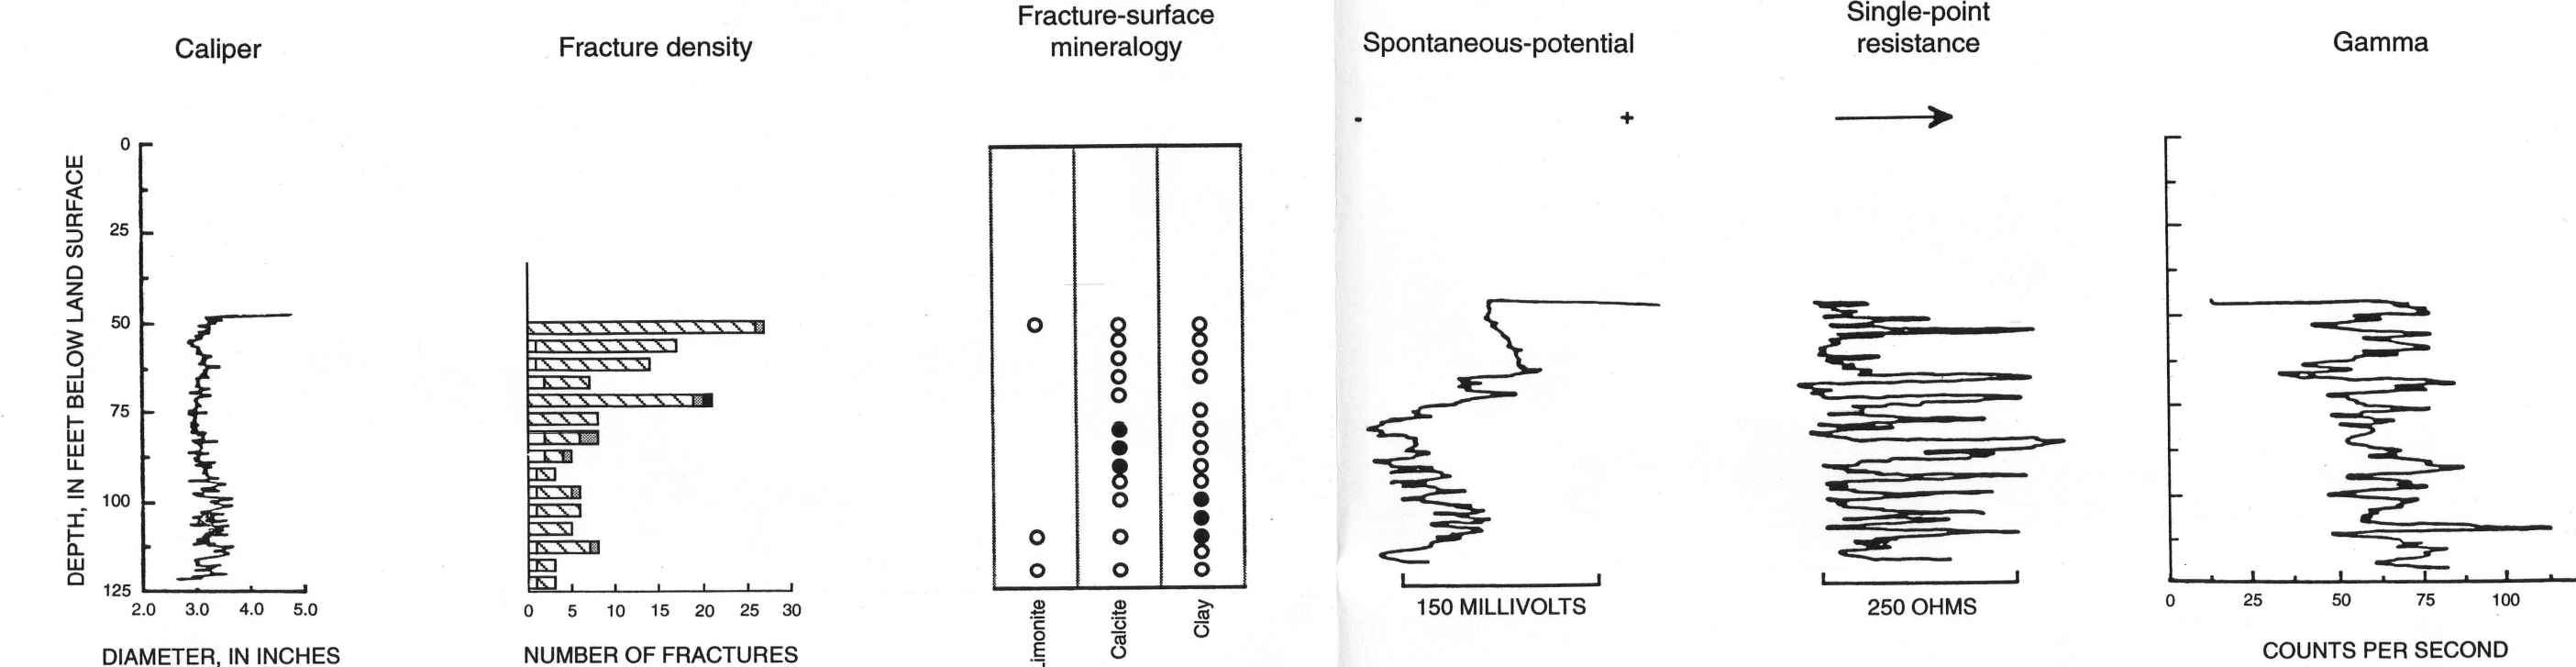 Caliper
Fracture density
Fracture-surface
mineralogy
Spontaneous-potential
Single-point
resistance
Gamma
- +
DEPTH, IN FEET BELOW LAND SURFACE
0
25
50
75
100
125
2.0 3.0 4.0 5.0
DIAMETER, IN INCHES
0 5 10 15 20 25 30
NUMBER OF FRACTURES
imonite
Calcite
Clay
150 MILLIVOLTS
250 OHMS
0 25 50 75 100
COUNTS PER SECOND